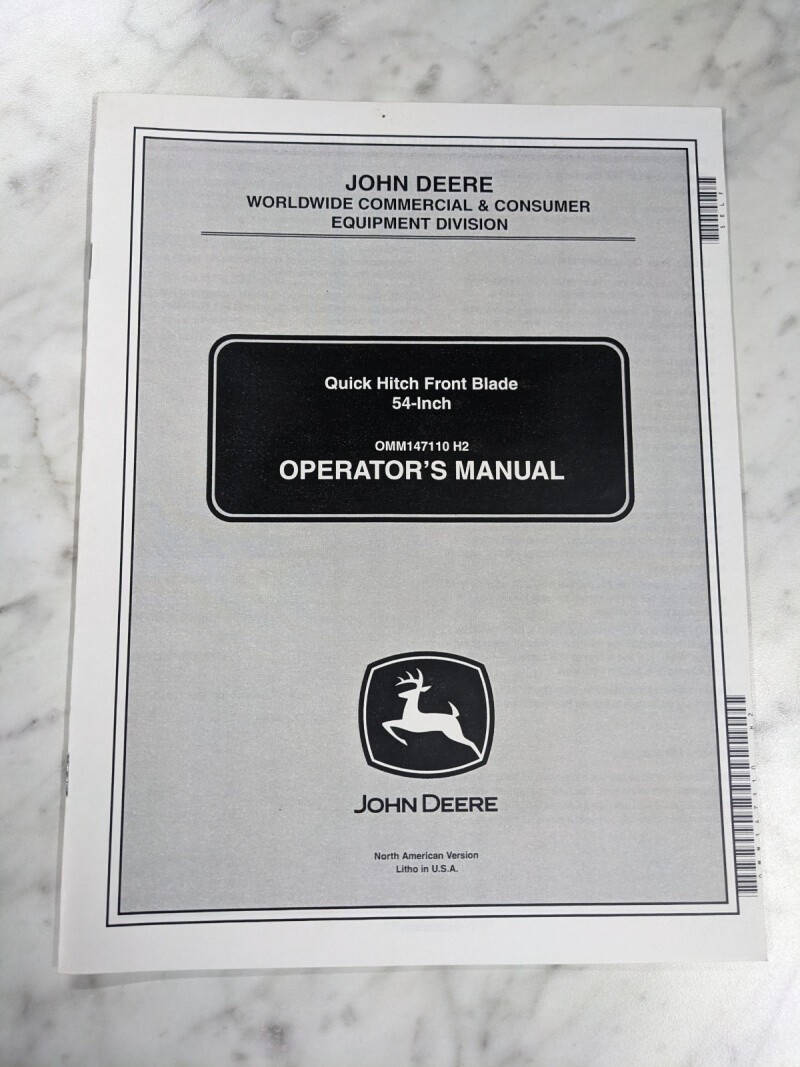 JOHN DEERE
WORLDWIDE COMMERCIAL & CONSUMER
EQUIPMENT DIVISION
SELF
Quick Hitch Front Blade
54-Inch
OMM147110 H2
OPERATOR'S MANUAL
JOHN DEERE
North American Version
Litho in U.S.A.